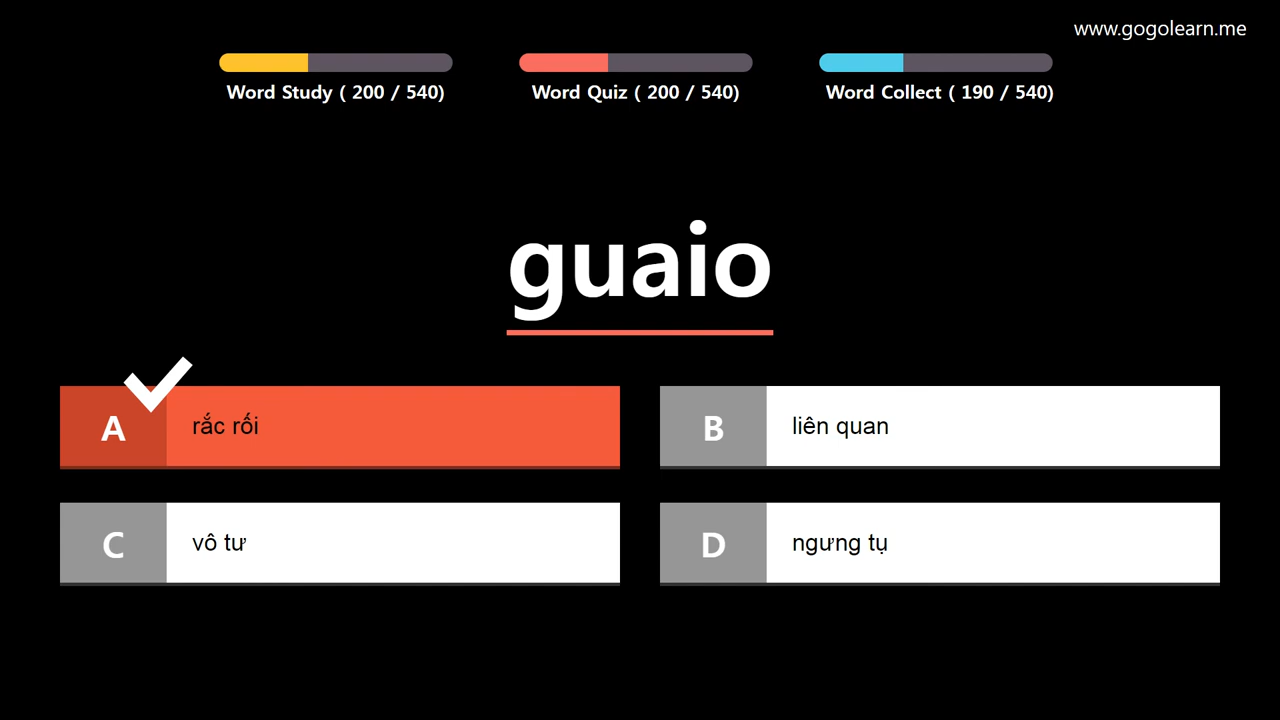 www.gogolearn.me
Word Study ( 200 / 540)
Word Quiz ( 200 / 540)
Word Collect ( 190 / 540)
guaio
A
rắc rối
B
liên quan
C
vô tư
D
ngưng tụ